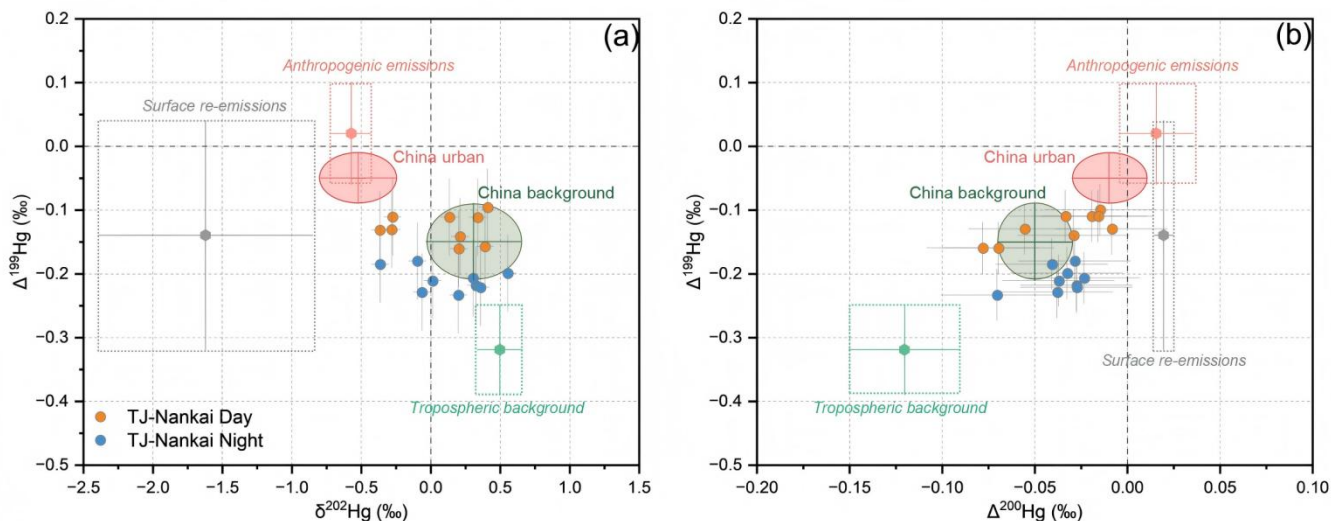 (a)
0.2
0.1
0.0
−0.1
−0.2
−0.3
−0.4
−0.5
Δ¹⁹⁹Hg (‰)
Anthropogenic emissions
Surface re-emissions
China urban
China background
Tropospheric background
TJ-Nankai Day
TJ-Nankai Night
−2.5 −2.0 −1.5 −1.0 −0.5 0.0 0.5 1.0 1.5
δ²⁰²Hg (‰)
(b)
0.2
0.1
0.0
−0.1
−0.2
−0.3
−0.4
−0.5
Δ¹⁹⁹Hg (‰)
Anthropogenic emissions
China urban
China background
Surface re-emissions
Tropospheric background
−0.20 −0.15 −0.10 −0.05 0.00 0.05 0.10
Δ²⁰⁰Hg (‰)